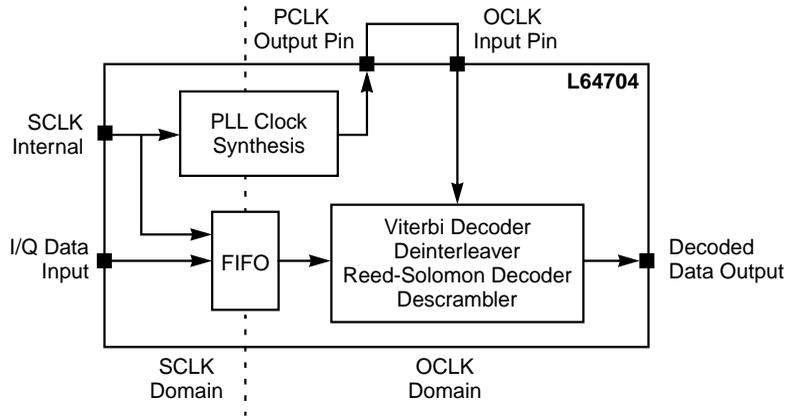 PCLK
Output Pin
OCLK
Input Pin
L64704
SCLK
Internal
PLL Clock
Synthesis
I/Q Data
Input
FIFO
Viterbi Decoder
Deinterleaver
Reed-Solomon Decoder
Descrambler
Decoded
Data Output
SCLK
Domain
OCLK
Domain